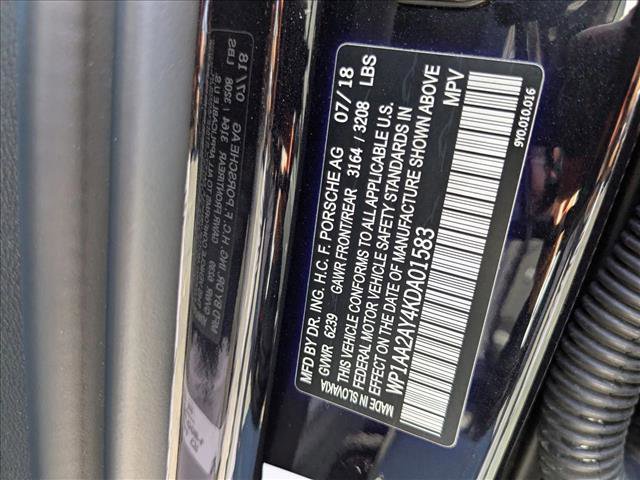 MFD BY DR. ING. H.C. F. PORSCHE AG 07/18
GVWR 6239 GAWR FRONT/REAR 3164 / 3208 LBS
THIS VEHICLE CONFORMS TO ALL APPLICABLE U.S.
FEDERAL MOTOR VEHICLE SAFETY STANDARDS IN
EFFECT ON DATE OF MANUFACTURE SHOWN ABOVE
WP1AA2AY4KDA01583 MPV
MADE IN SLOVAKIA
9Y0.010.016